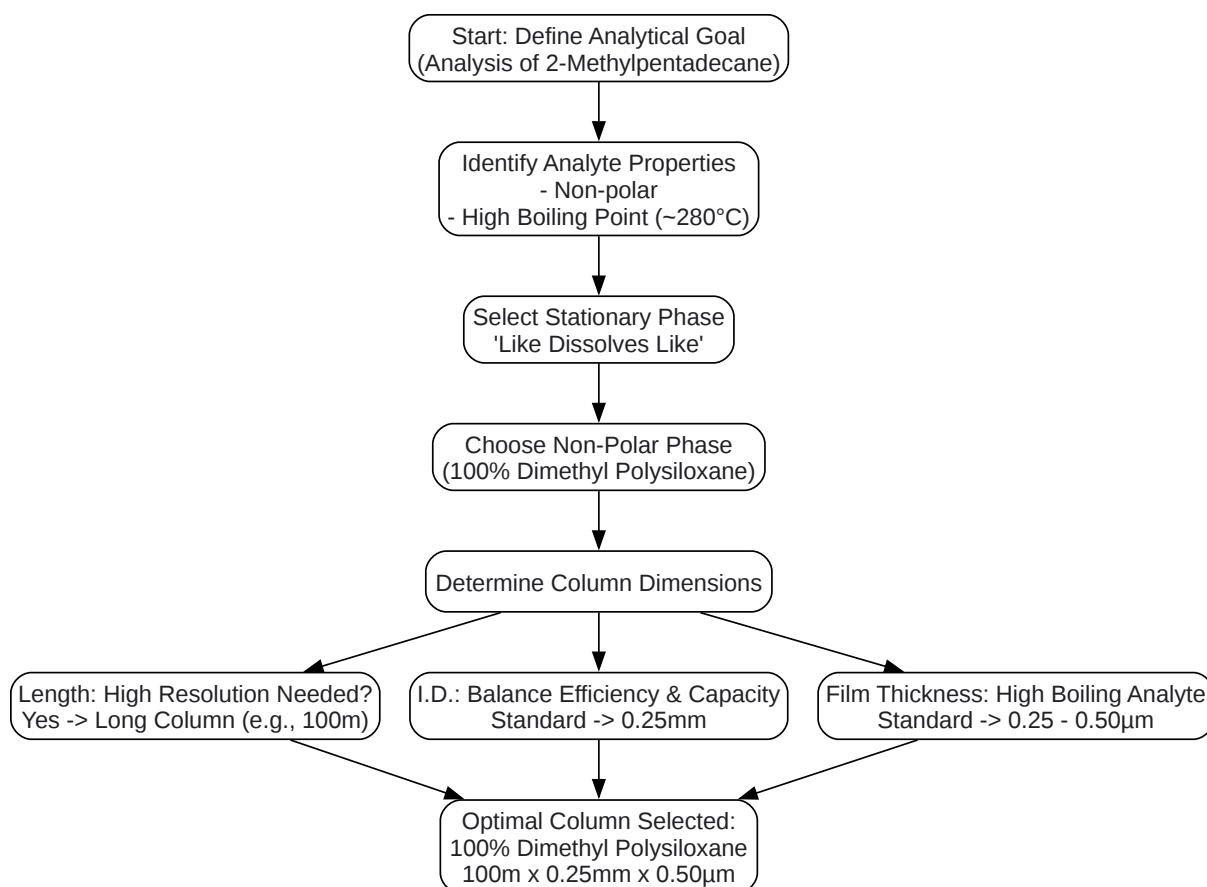 Start: Define Analytical Goal
(Analysis of 2-Methylpentadecane)
Identify Analyte Properties
- Non-polar
- High Boiling Point (~280°C)
Select Stationary Phase
'Like Dissolves Like'
Choose Non-Polar Phase
(100% Dimethyl Polysiloxane)
Determine Column Dimensions
Length: High Resolution Needed?
Yes -> Long Column (e.g., 100m)
I.D.: Balance Efficiency & Capacity
Standard -> 0.25mm
Film Thickness: High Boiling Analyte
Standard -> 0.25 - 0.50µm
Optimal Column Selected:
100% Dimethyl Polysiloxane
100m x 0.25mm x 0.50µm